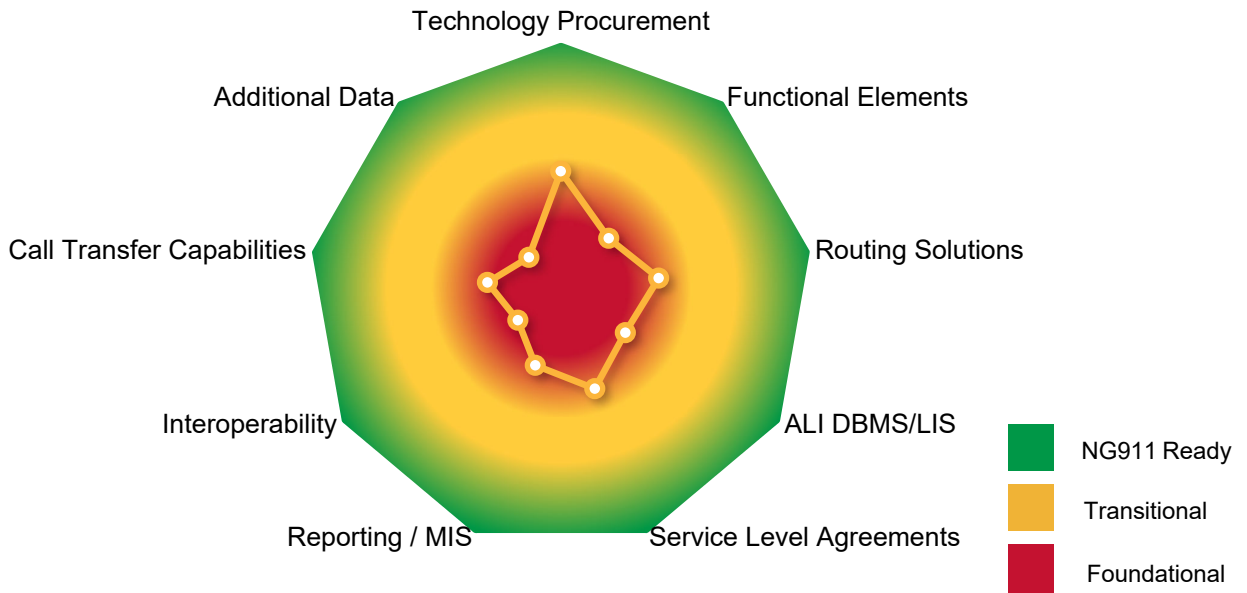 Technology Procurement
Additional Data
Functional Elements
Call Transfer Capabilities
Routing Solutions
Interoperability
ALI DBMS/LIS
Reporting / MIS
Service Level Agreements
NG911 Ready
Transitional
Foundational